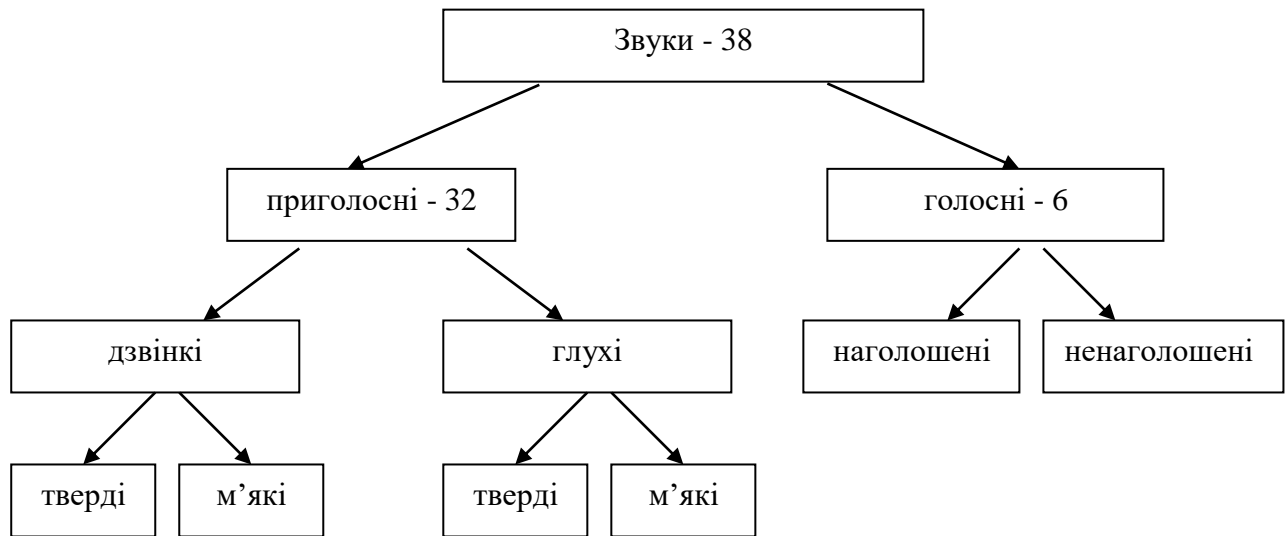 Звуки - 38
приголосні - 32
голосні - 6
дзвінкі
глухі
наголошені
ненаголошені
тверді
м’які
тверді
м’які